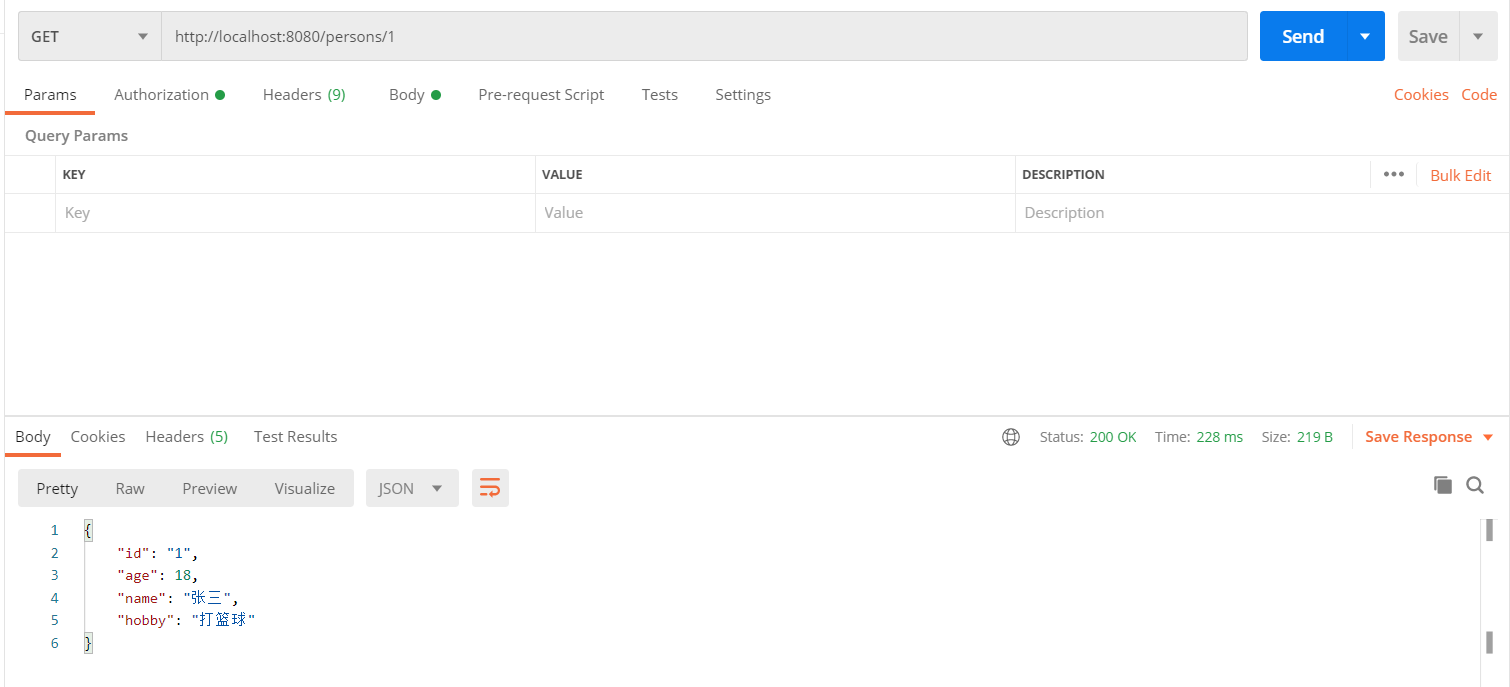 GET http://localhost:8080/persons/1 Send Save
Params Authorization Headers (9) Body Pre-request Script Tests Settings Cookies Code
Query Params
KEY VALUE DESCRIPTION ••• Bulk Edit
Key Value Description
Body Cookies Headers (5) Test Results Status: 200 OK Time: 228 ms Size: 219 B Save Response
Pretty Raw Preview Visualize JSON
1 {
2 "id": "1",
3 "age": 18,
4 "name": "张三",
5 "hobby": "打篮球"
6 }